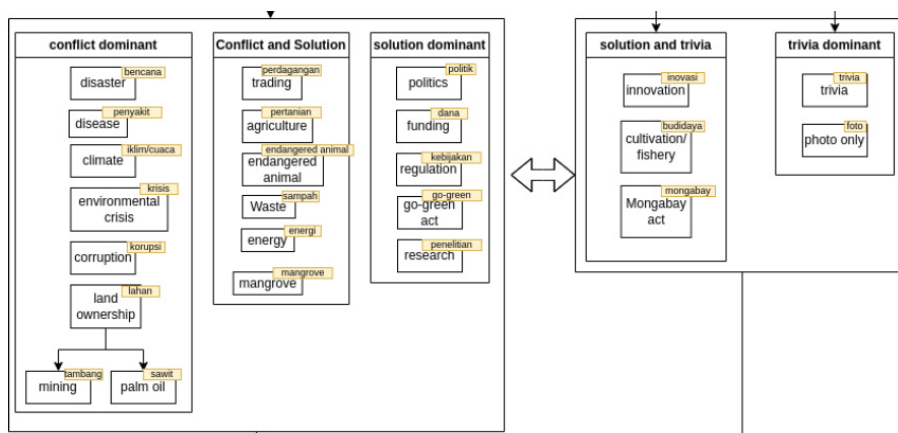 conflict dominant
bencana
disaster
penyakit
disease
iklim/cuaca
climate
krisis
environmental
crisis
korupsi
corruption
lahan
land
ownership
tambang
mining
sawit
palm oil
Conflict and Solution
perdagangan
trading
pertanian
agriculture
endangered animal
endangered
animal
sampah
Waste
energi
energy
mangrove
mangrove
solution dominant
politik
politics
dana
funding
kebijakan
regulation
go-green
go-green
act
penelitian
research
solution and trivia
inovasi
innovation
budidaya
cultivation/
fishery
mongabay
Mongabay
act
trivia dominant
trivia
trivia
foto
photo only